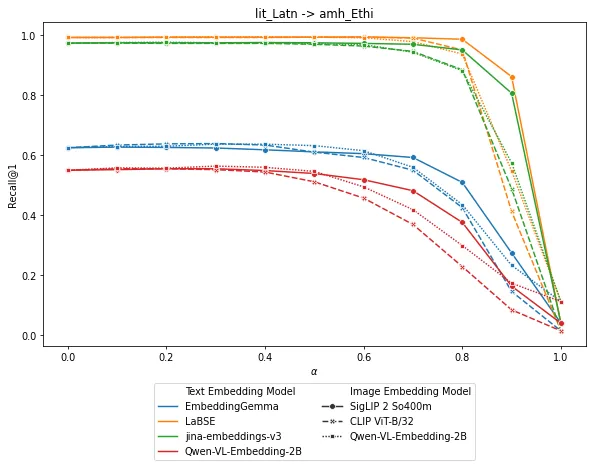 lit_Latn -> amh_Ethi
1.0
0.8
0.6
0.4
0.2
0.0
Recall@1
0.0 0.2 0.4 0.6 0.8 1.0
α
Text Embedding Model Image Embedding Model
EmbeddingGemma SigLIP 2 So400m
LaBSE CLIP ViT-B/32
jina-embeddings-v3 Qwen-VL-Embedding-2B
Qwen-VL-Embedding-2B